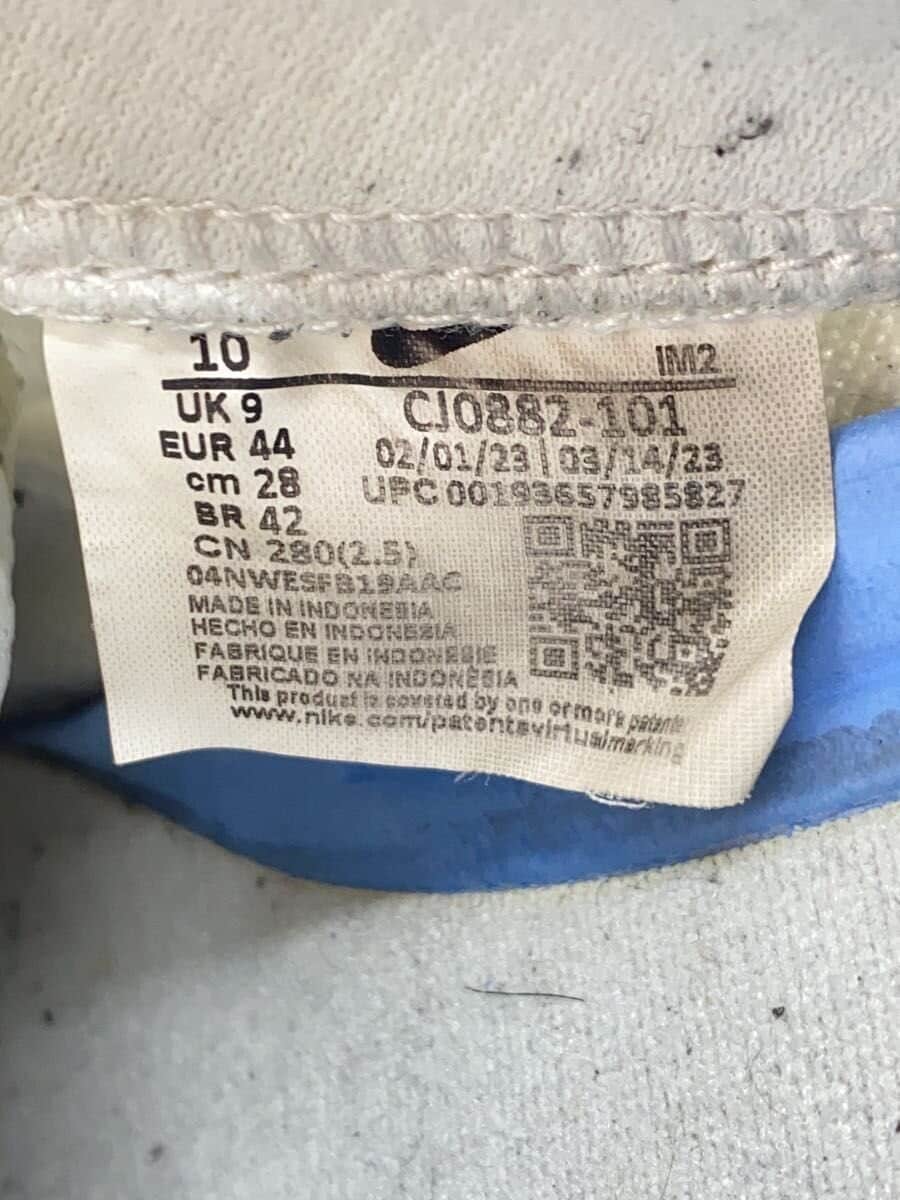 10
IM2
UK 9
EUR 44
cm 28
BR 42
CN 280(2.5)
CJ0882-101
02/01/23 | 03/14/23
UPC 00193657985827
04NWESFB19AAC
MADE IN INDONESIA
HECHO EN INDONESIA
FABRIQUE EN INDONESIE
FABRICADO NA INDONESIA
This product is covered by one or more patents
www.nike.com/patentsvirtualmarking